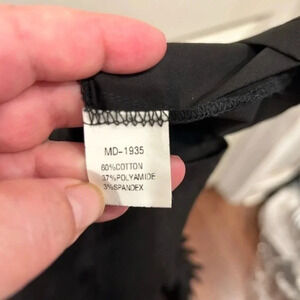 MD-1935
60%COTTON
37%POLYAMIDE
3%SPANDEX